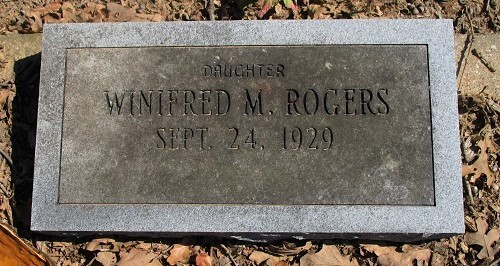 DAUGHTER
WINIFRED M. ROGERS
SEPT. 24, 1929